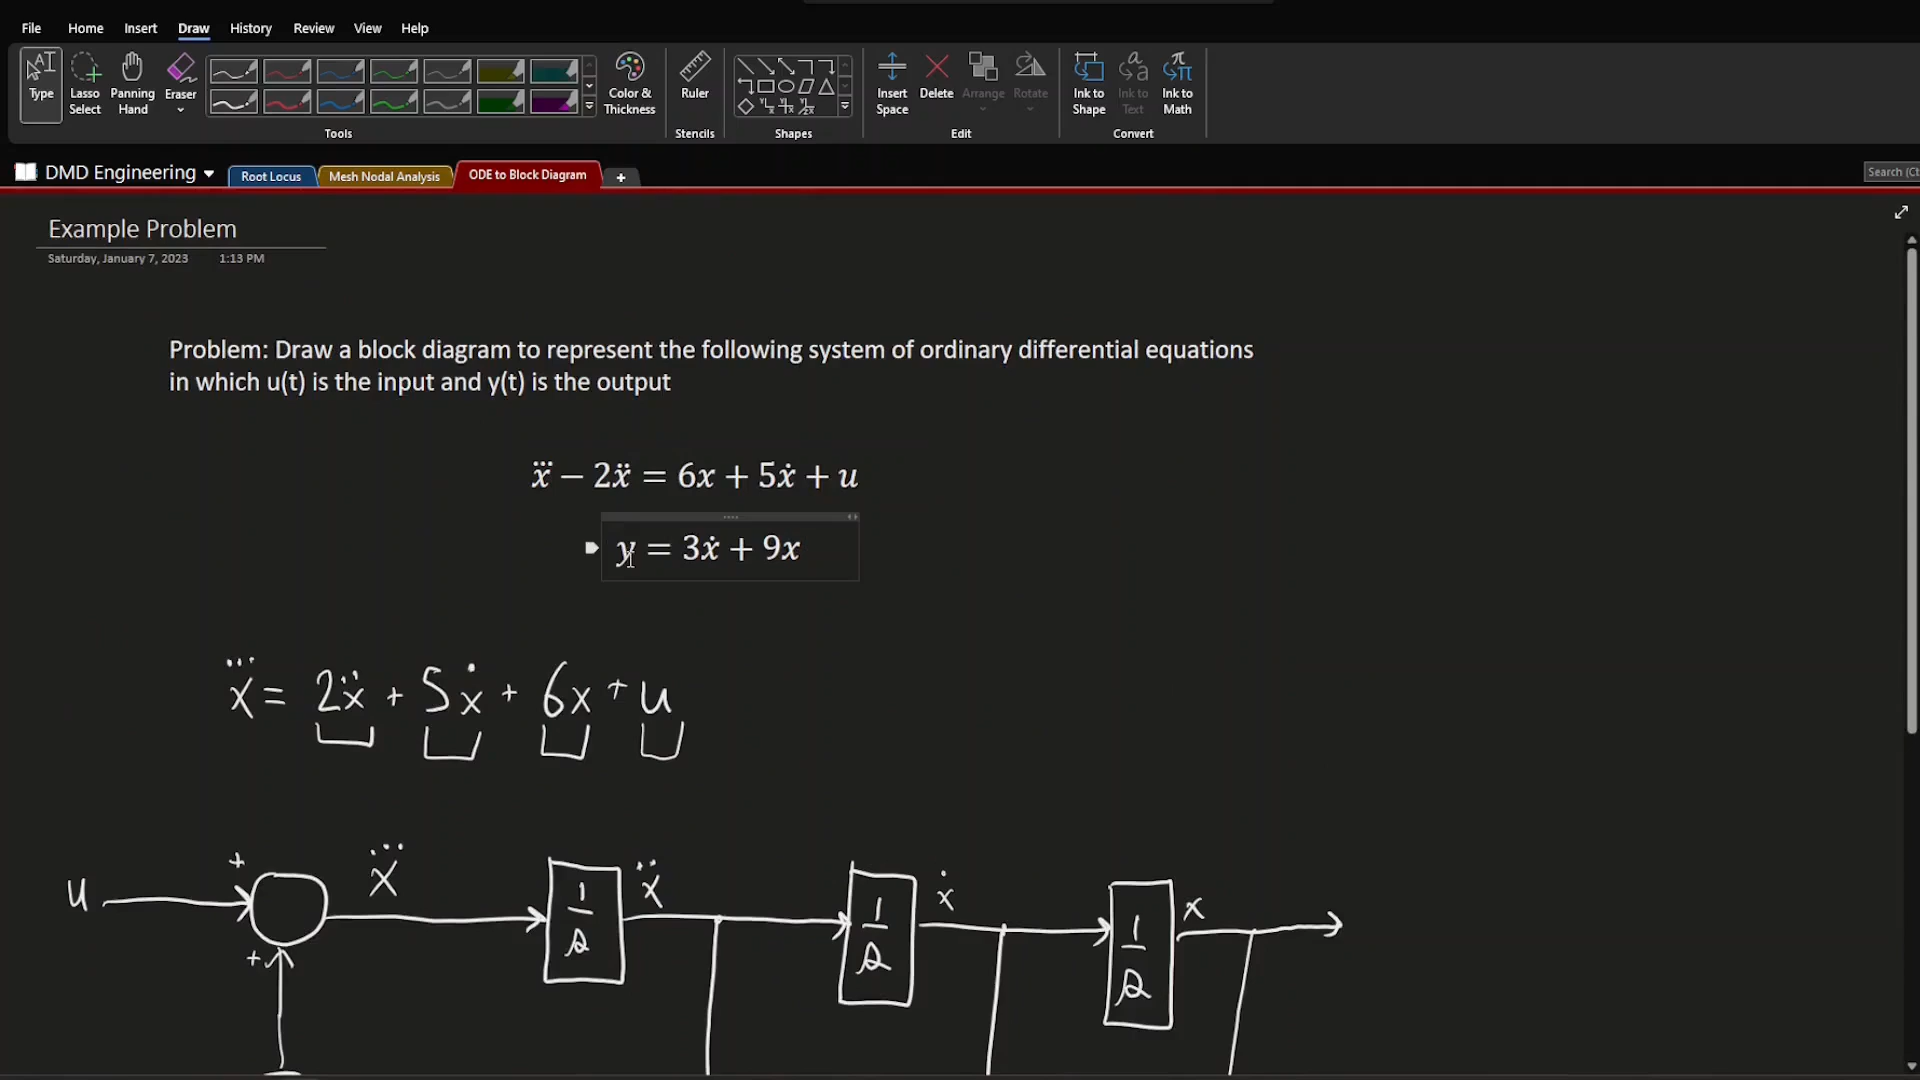 File Home Insert Draw History Review View Help
Type Lasso Select Panning Hand Eraser Color & Thickness Ruler Insert Space Delete Arrange Rotate Ink to Shape Ink to Text Ink to Math
Tools Stencils Shapes Edit Convert
DMD Engineering Root Locus Mesh Nodal Analysis ODE to Block Diagram + Search (Ct
Example Problem
Saturday, January 7, 2023 1:13 PM
Problem: Draw a block diagram to represent the following system of ordinary differential equations
in which u(t) is the input and y(t) is the output
x⃛ − 2ẍ = 6x + 5ẋ + u
y = 3ẋ + 9x
x⃛ = 2ẍ + 5ẋ + 6x + u
u + + x⃛ 1/s ẍ 1/s ẋ 1/s x